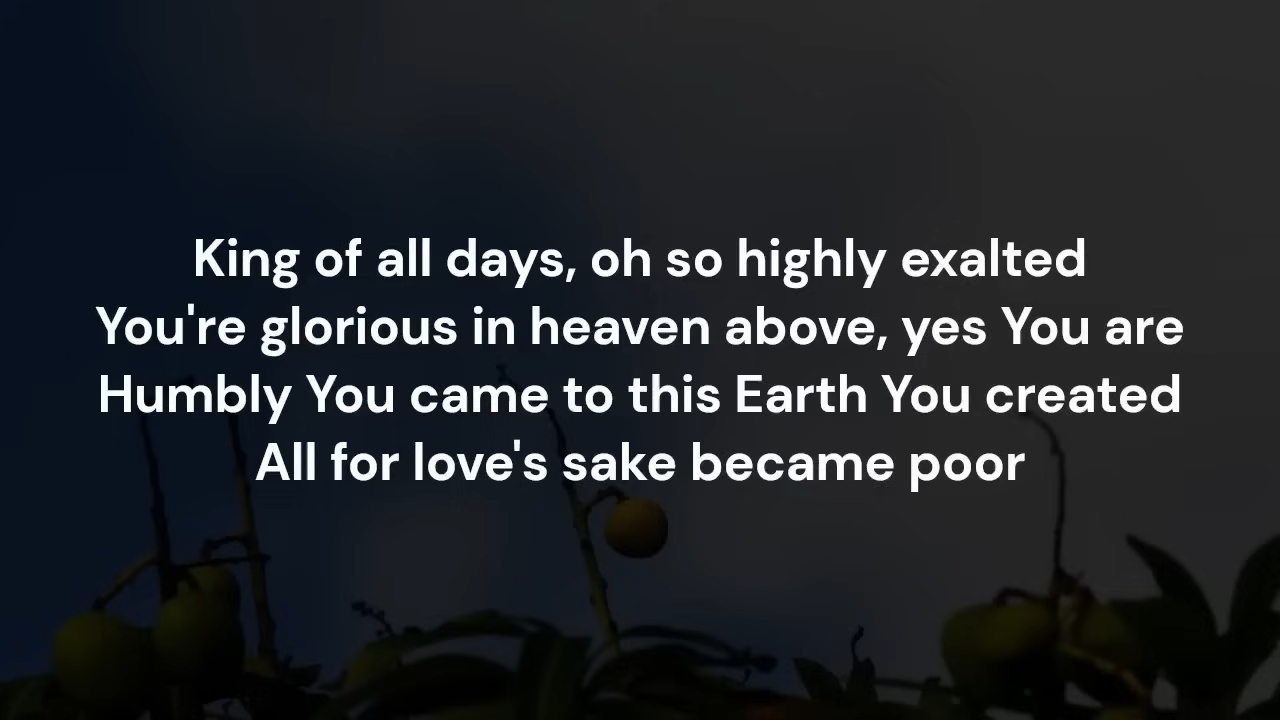 King of all days, oh so highly exalted
You're glorious in heaven above, yes You are
Humbly You came to this Earth You created
All for love's sake became poor